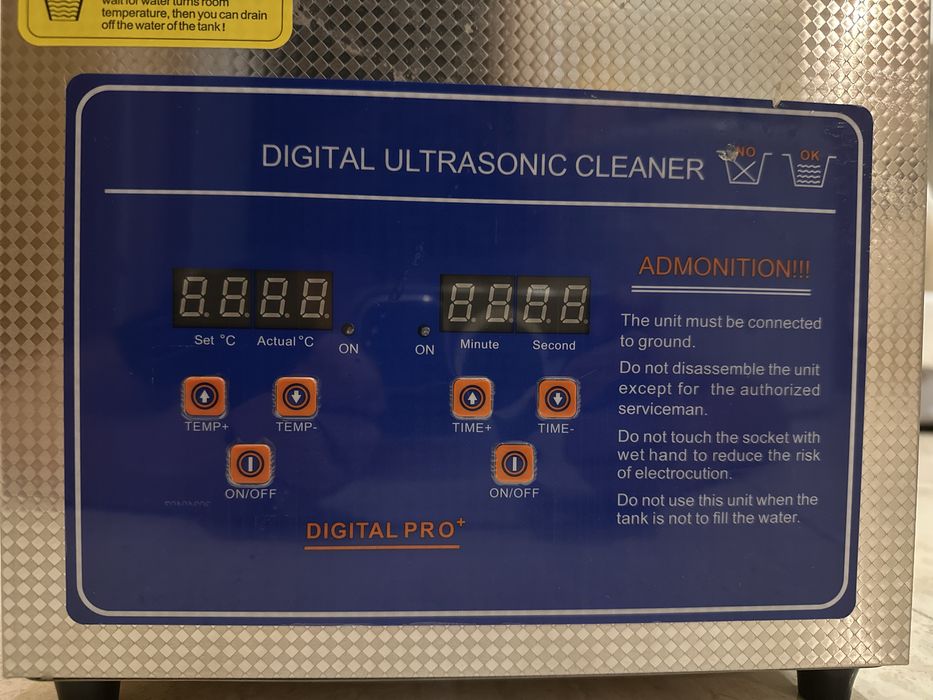 wait for water turns room
temperature, then you can drain
off the water of the tank!
DIGITAL ULTRASONIC CLEANER
NO
OK
ADMONITION!!!
Set °C
Actual°C
ON
ON
Minute
Second
The unit must be connected
to ground.
Do not disassemble the unit
except for the authorized
serviceman.
TEMP+
TEMP-
TIME+
TIME-
Do not touch the socket with
wet hand to reduce the risk
of electrocution.
ON/OFF
ON/OFF
Do not use this unit when the
tank is not to fill the water.
DIGITAL PRO+